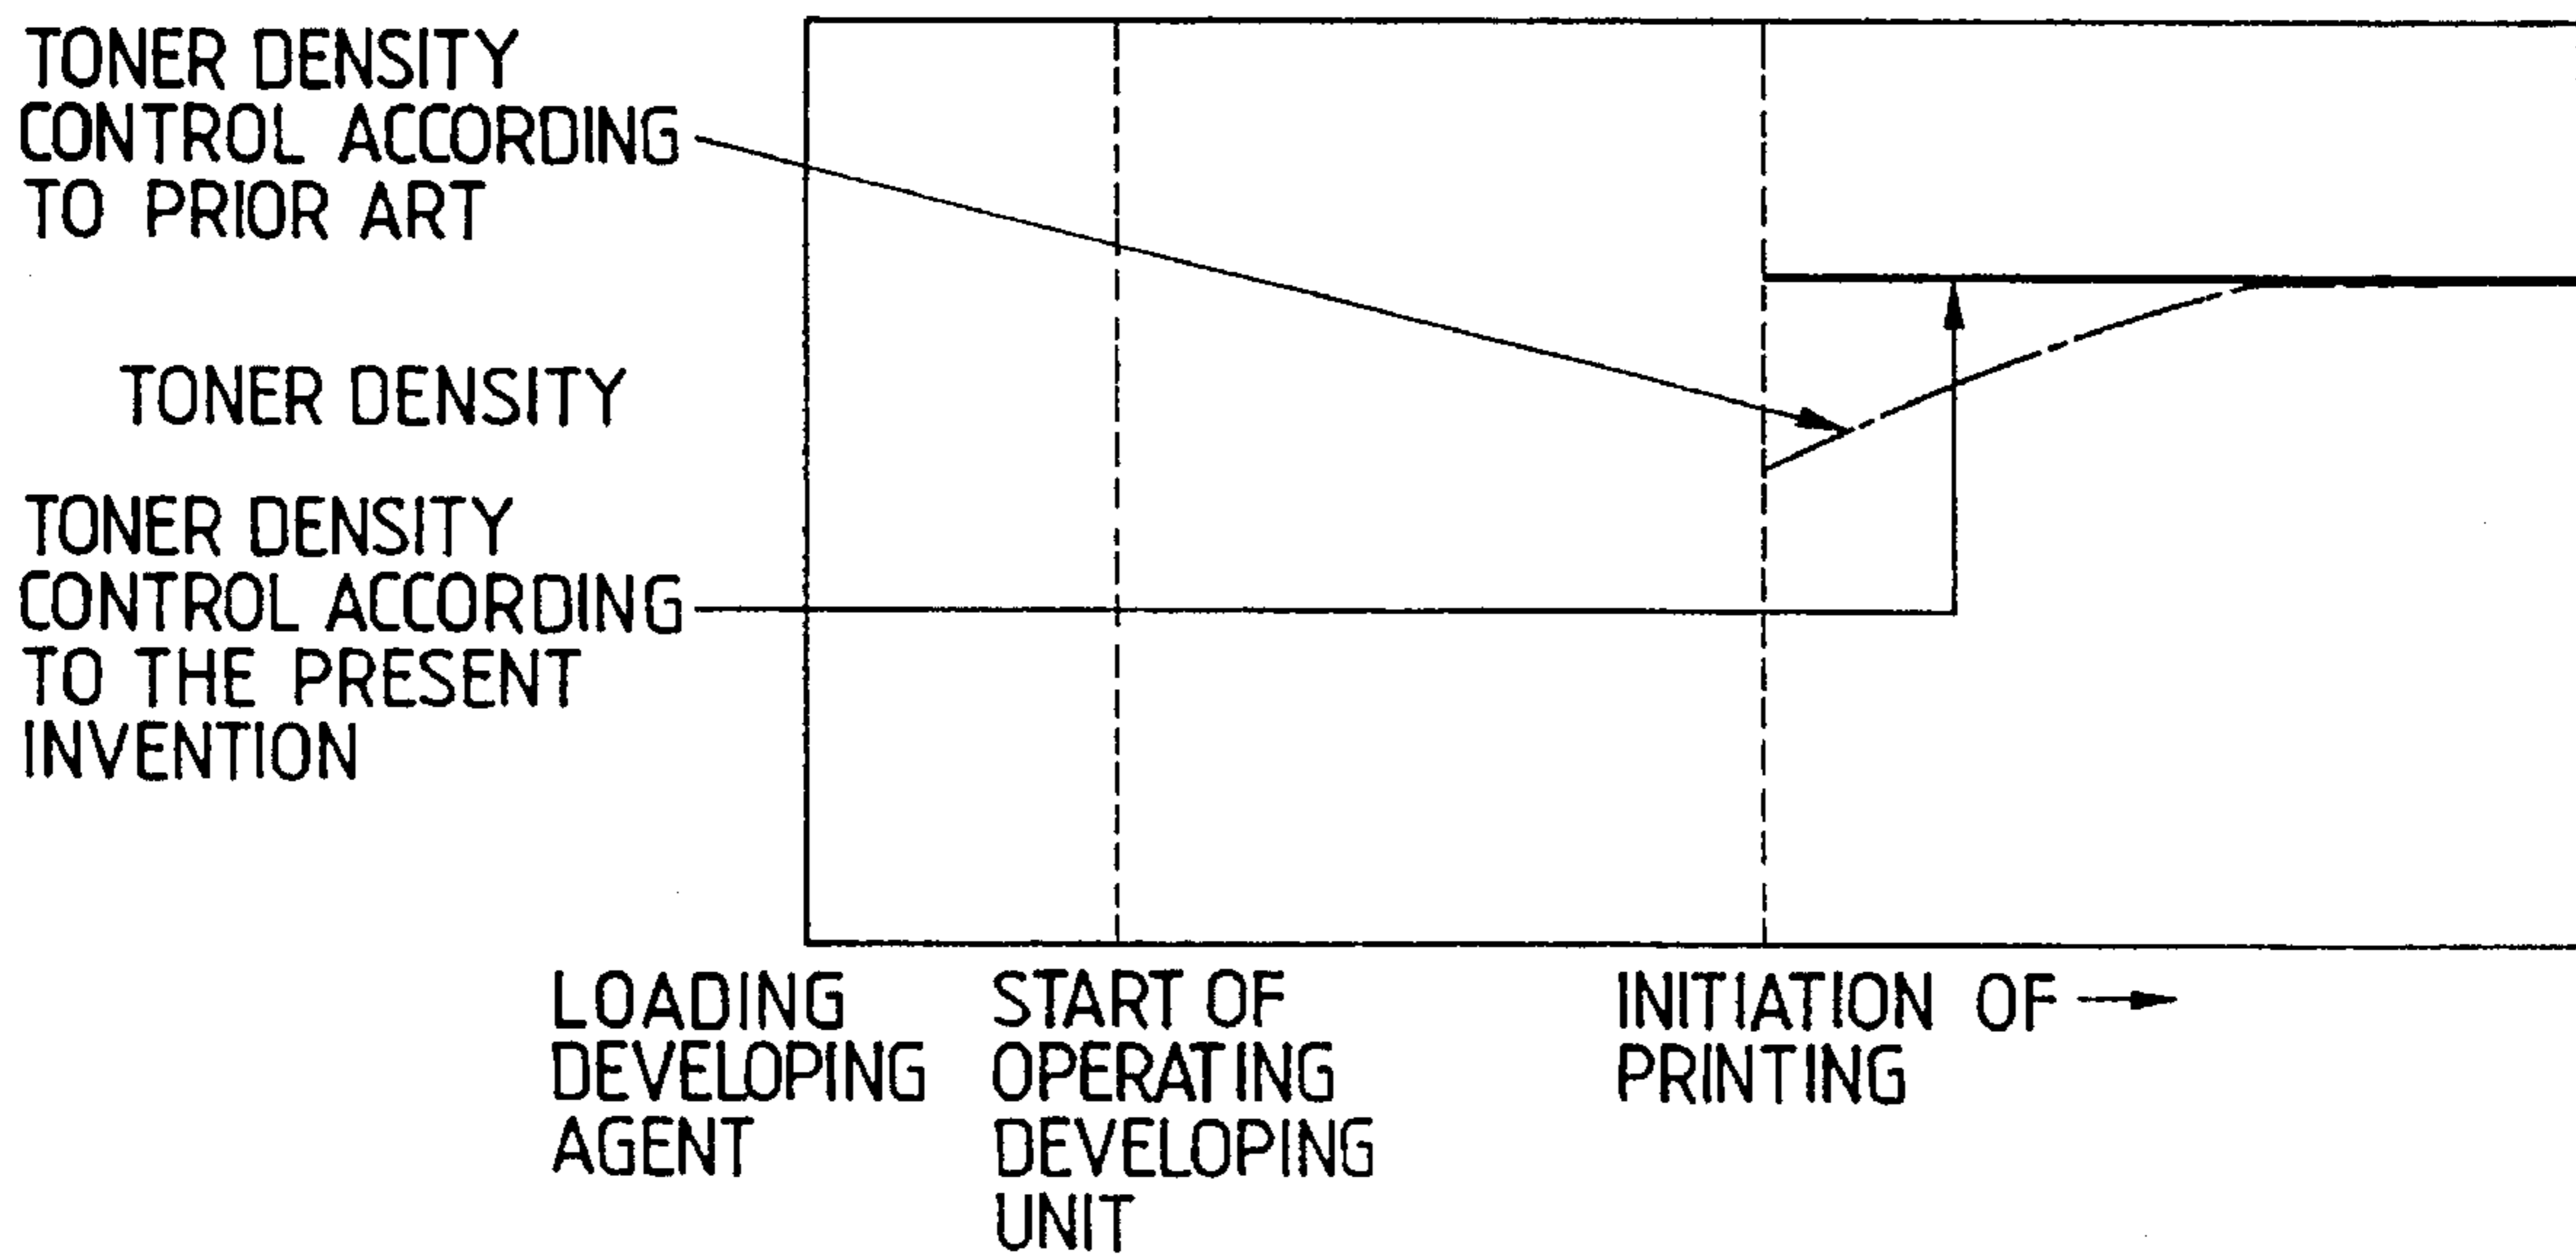 TONER DENSITY
CONTROL ACCORDING
TO PRIOR ART
TONER DENSITY
TONER DENSITY
CONTROL ACCORDING
TO THE PRESENT
INVENTION
LOADING
DEVELOPING
AGENT
START OF
OPERATING
DEVELOPING
UNIT
INITIATION OF
PRINTING